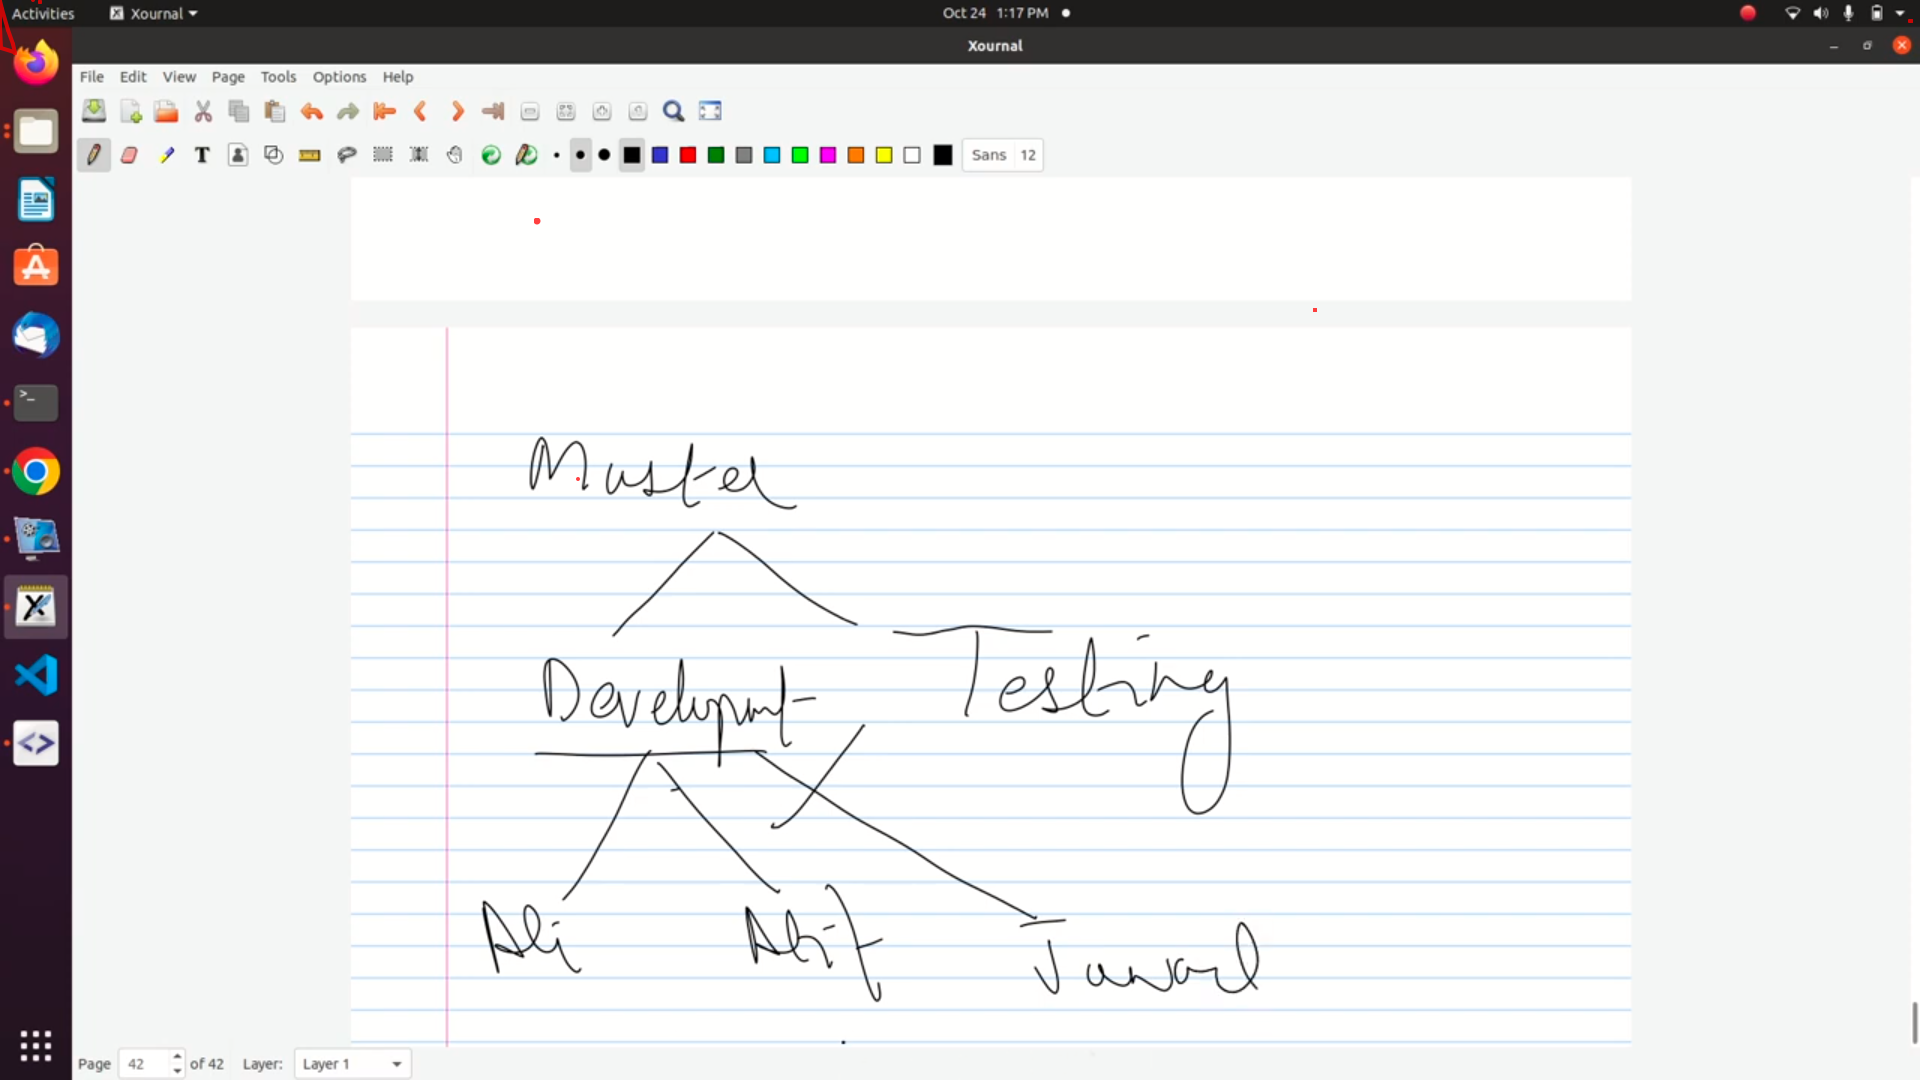 Activities Xournal Oct 24 1:17 PM
Xournal
File Edit View Page Tools Options Help
T Sans 12
Master
Development Testing
Ali Atif Jawad
Page 42 of 42 Layer: Layer 1